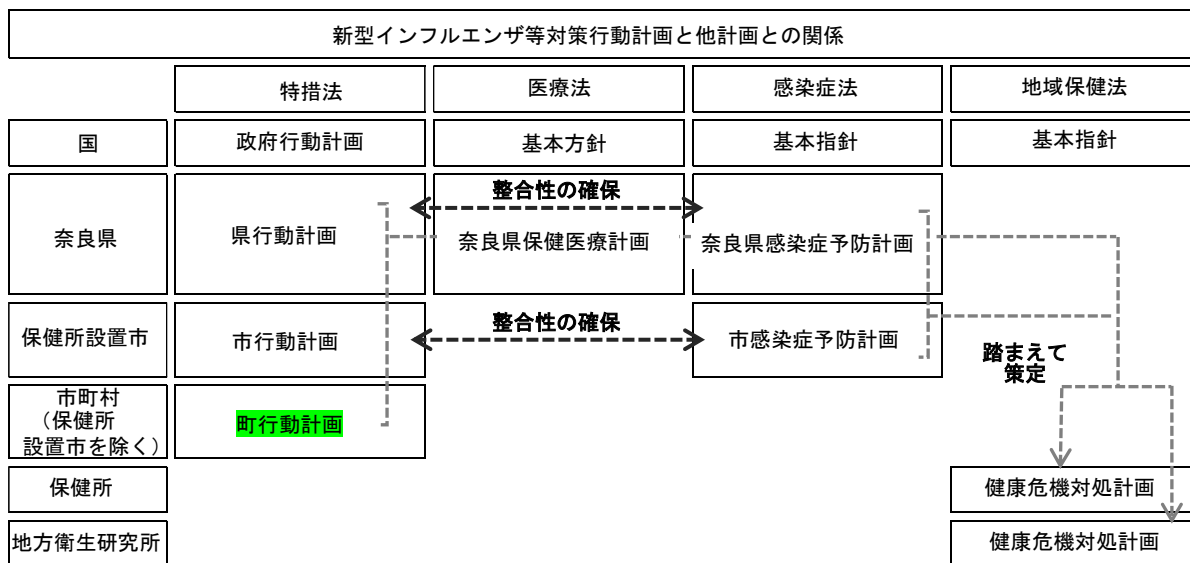 新型インフルエンザ等対策行動計画と他計画との関係
特措法
医療法
感染症法
地域保健法
国
政府行動計画
基本方針
基本指針
基本指針
奈良県
県行動計画
整合性の確保
奈良県保健医療計画
奈良県感染症予防計画
保健所設置市
市行動計画
整合性の確保
市感染症予防計画
踏まえて
策定
市町村
（保健所
設置市を除く）
町行動計画
保健所
健康危機対処計画
地方衛生研究所
健康危機対処計画